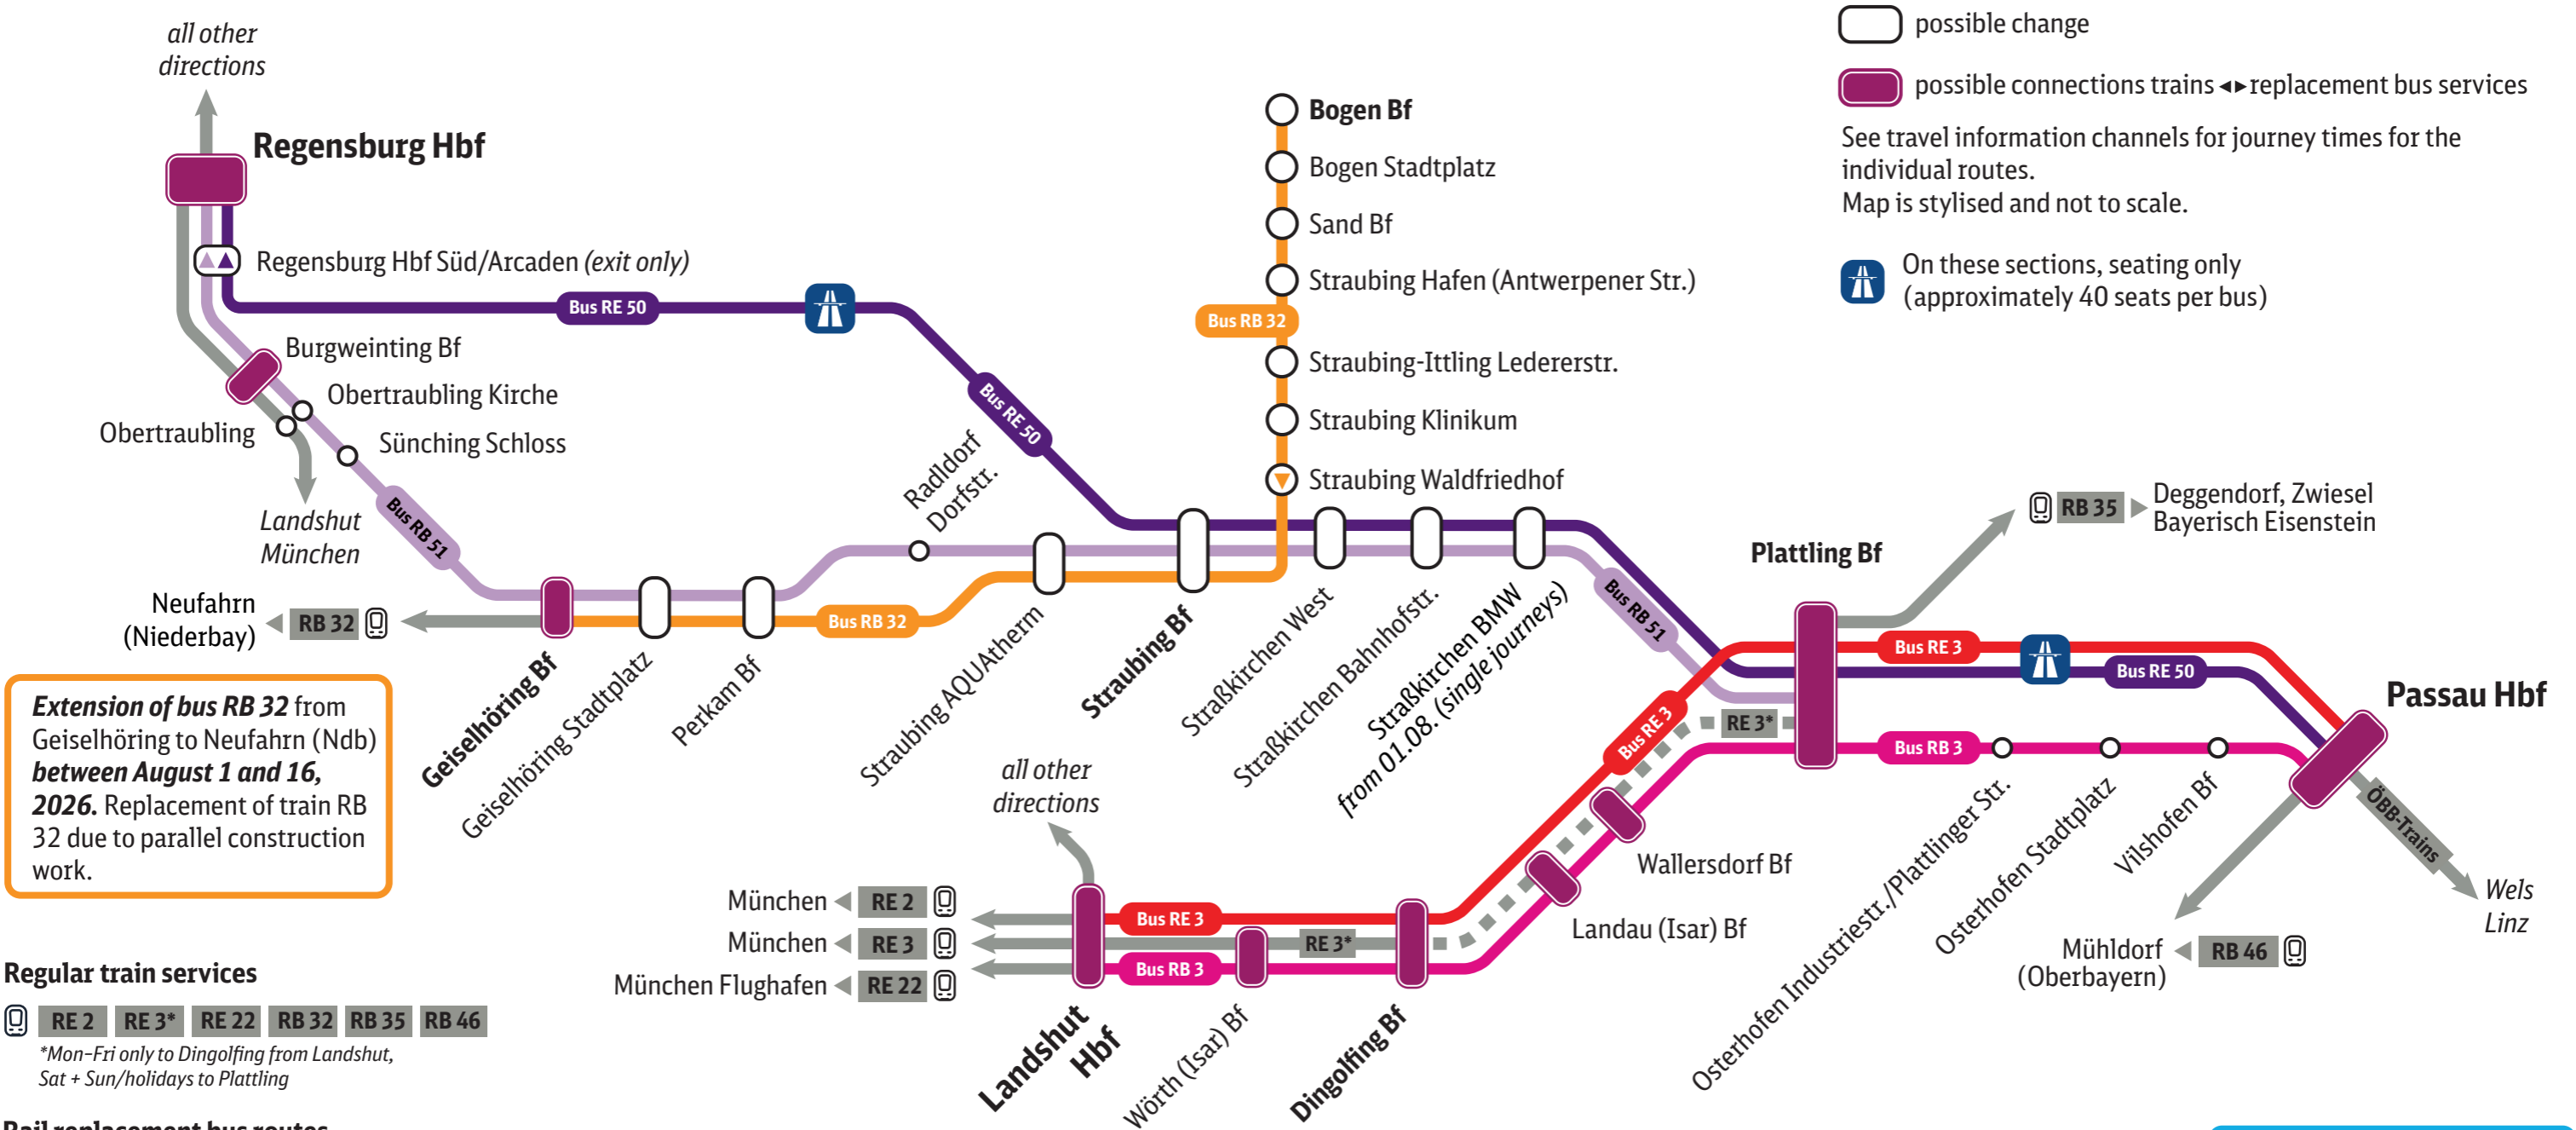 all other
directions
Regensburg Hbf
Regensburg Hbf Süd/Arcaden (exit only)
Bus RE 50
Burgweinting Bf
Obertraubling Kirche
Obertraubling
Sünching Schloss
Landshut
München
Bus RB 51
Bus RE 50
Radldorf
Dorfstr.
Bogen Bf
Bogen Stadtplatz
Sand Bf
Straubing Hafen (Antwerpener Str.)
Bus RB 32
Straubing-Ittling Ledererstr.
Straubing Klinikum
Straubing Waldfriedhof
possible change
possible connections trains ◂▸ replacement bus services
See travel information channels for journey times for the
individual routes.
Map is stylised and not to scale.
On these sections, seating only
(approximately 40 seats per bus)
Neufahrn
(Niederbay)
RB 32
Bus RB 32
Geiselhöring Bf
Geiselhöring Stadtplatz
Perkam Bf
Straubing AQUAtherm
Straubing Bf
Straßkirchen West
Straßkirchen Bahnhofstr.
Straßkirchen BMW
from 01.08. (single journeys)
Bus RB 51
Plattling Bf
RB 35
Deggendorf, Zwiesel
Bayerisch Eisenstein
Bus RE 3
Bus RE 50
Passau Hbf
Bus RE 3
RE 3*
Bus RB 3
Osterhofen Industriestr./Plattlinger Str.
Osterhofen Stadtplatz
Vilshofen Bf
ÖBB-Trains
Wels
Linz
Mühldorf
(Oberbayern)
RB 46
Wallersdorf Bf
Landau (Isar) Bf
all other
directions
München
RE 2
München
RE 3
München Flughafen
RE 22
Bus RE 3
RE 3*
Bus RB 3
Landshut
Hbf
Wörth (Isar) Bf
Dingolfing Bf
Extension of bus RB 32 from
Geiselhöring to Neufahrn (Ndb)
between August 1 and 16,
2026. Replacement of train RB
32 due to parallel construction
work.
Regular train services
RE 2 RE 3* RE 22 RB 32 RB 35 RB 46
*Mon-Fri only to Dingolfing from Landshut,
Sat + Sun/holidays to Plattling
Rail replacement bus routes